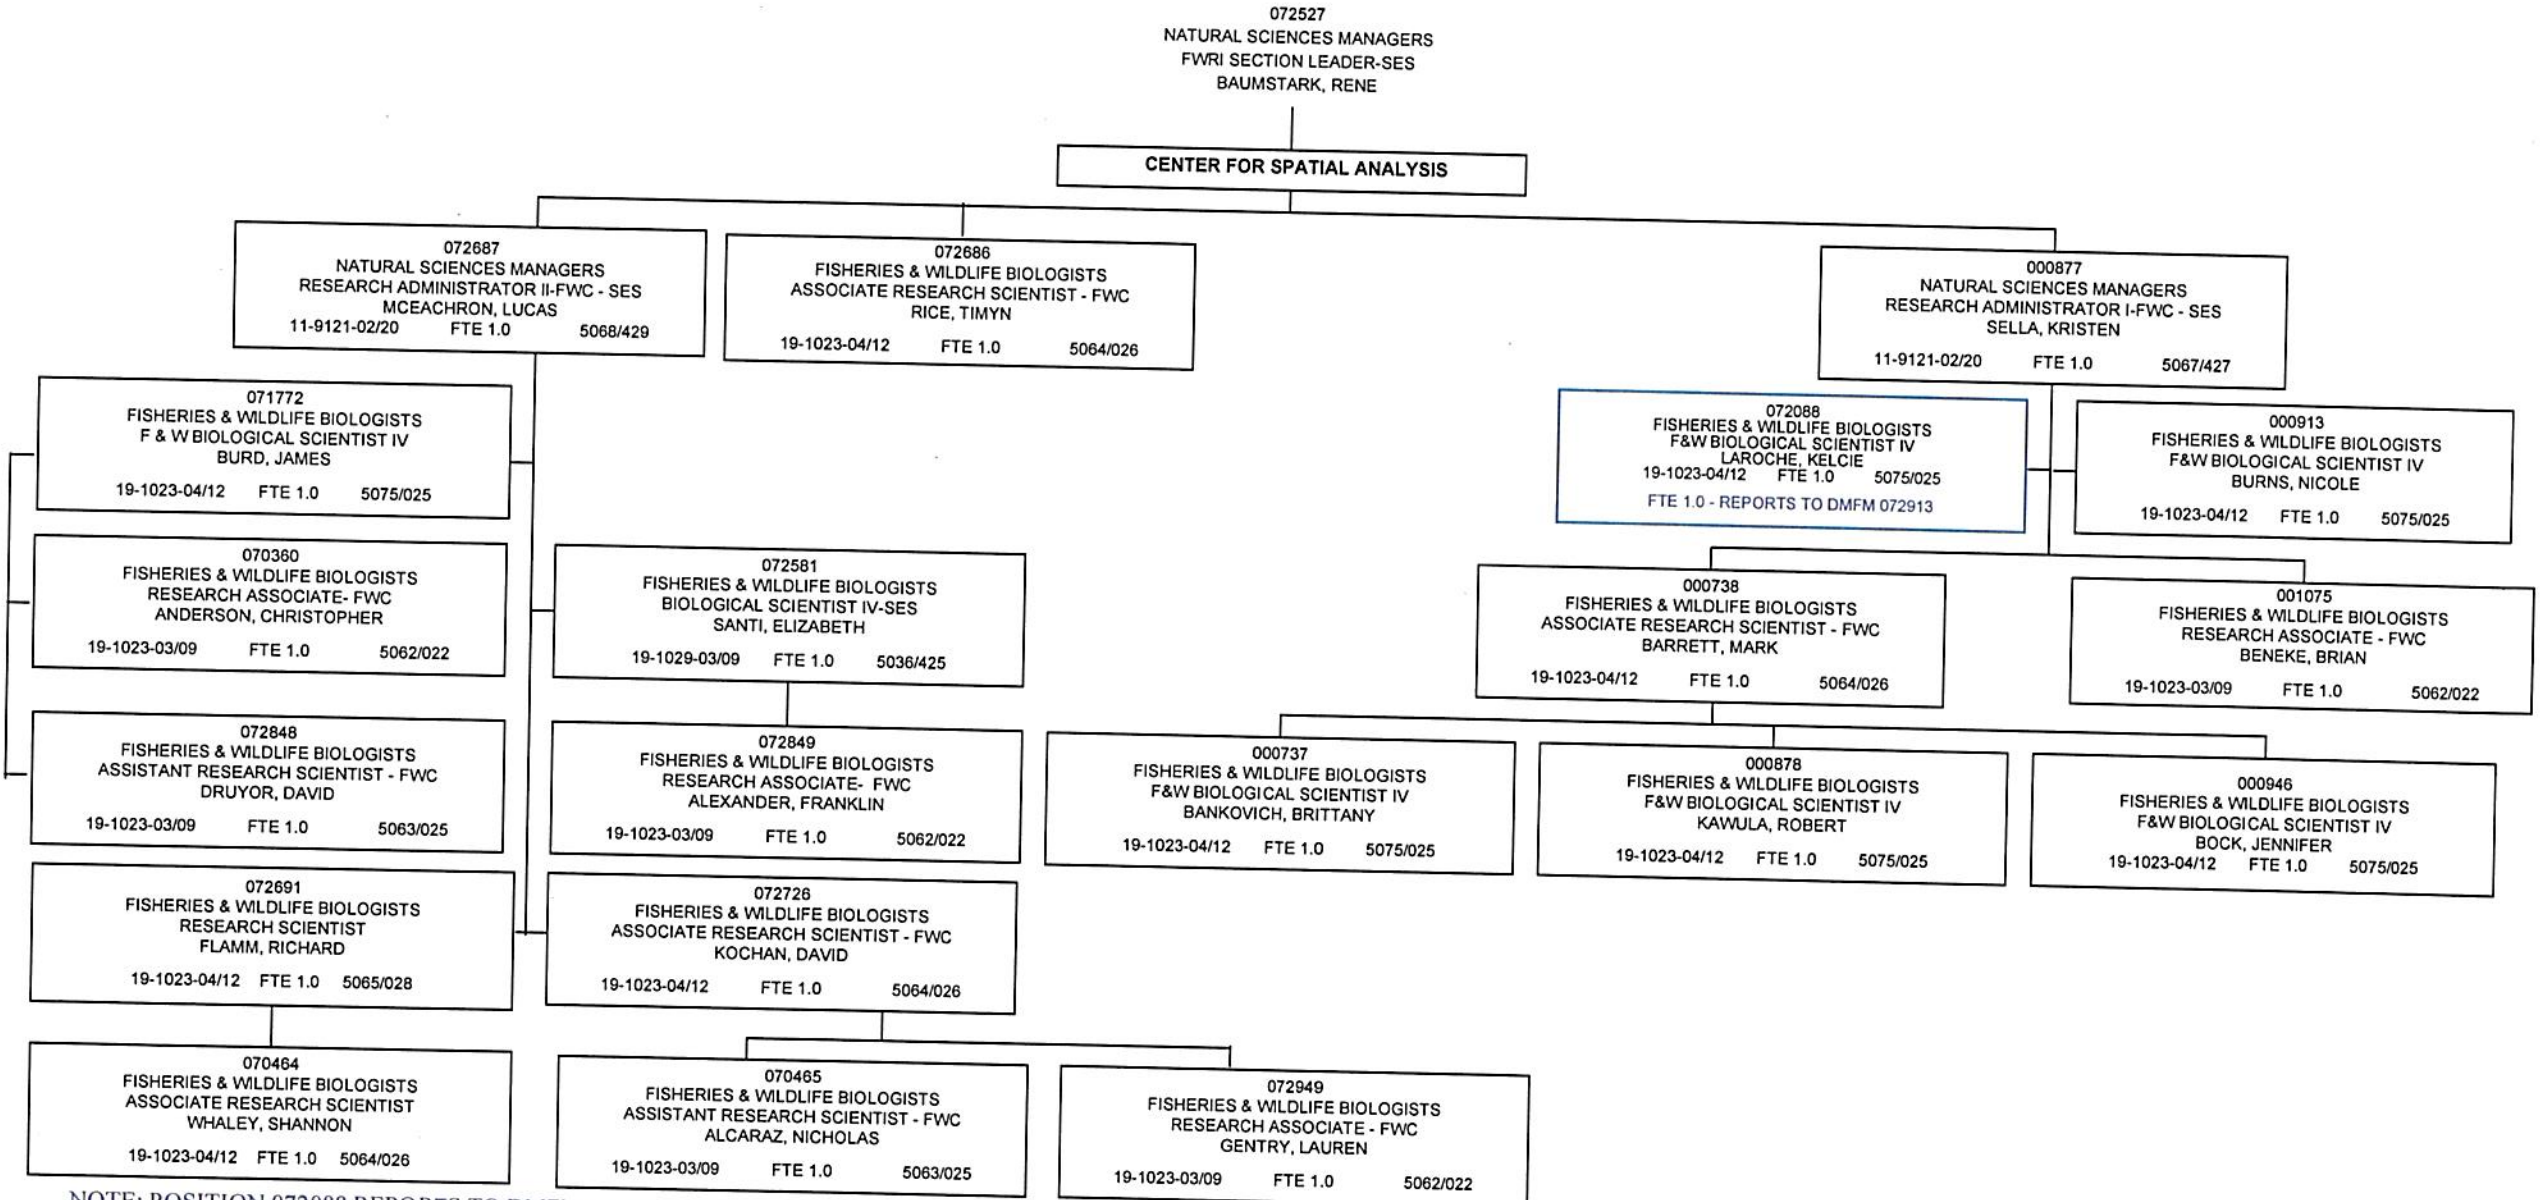 072527
NATURAL SCIENCES MANAGERS
FWRI SECTION LEADER-SES
BAUMSTARK, RENE
CENTER FOR SPATIAL ANALYSIS
072687
NATURAL SCIENCES MANAGERS
RESEARCH ADMINISTRATOR II-FWC - SES
MCEACHRON, LUCAS
11-9121-02/20 FTE 1.0 5068/429
072686
FISHERIES & WILDLIFE BIOLOGISTS
ASSOCIATE RESEARCH SCIENTIST - FWC
RICE, TIMYN
19-1023-04/12 FTE 1.0 5064/026
000877
NATURAL SCIENCES MANAGERS
RESEARCH ADMINISTRATOR I-FWC - SES
SELLA, KRISTEN
11-9121-02/20 FTE 1.0 5067/427
071772
FISHERIES & WILDLIFE BIOLOGISTS
F & W BIOLOGICAL SCIENTIST IV
BURD, JAMES
19-1023-04/12 FTE 1.0 5075/025
072088
FISHERIES & WILDLIFE BIOLOGISTS
F&W BIOLOGICAL SCIENTIST IV
LAROCHE, KELCIE
19-1023-04/12 FTE 1.0 5075/025
FTE 1.0 - REPORTS TO DMFM 072913
000913
FISHERIES & WILDLIFE BIOLOGISTS
F&W BIOLOGICAL SCIENTIST IV
BURNS, NICOLE
19-1023-04/12 FTE 1.0 5075/025
070360
FISHERIES & WILDLIFE BIOLOGISTS
RESEARCH ASSOCIATE- FWC
ANDERSON, CHRISTOPHER
19-1023-03/09 FTE 1.0 5062/022
072581
FISHERIES & WILDLIFE BIOLOGISTS
BIOLOGICAL SCIENTIST IV-SES
SANTI, ELIZABETH
19-1029-03/09 FTE 1.0 5036/425
000738
FISHERIES & WILDLIFE BIOLOGISTS
ASSOCIATE RESEARCH SCIENTIST - FWC
BARRETT, MARK
19-1023-04/12 FTE 1.0 5064/026
001075
FISHERIES & WILDLIFE BIOLOGISTS
RESEARCH ASSOCIATE - FWC
BENEKE, BRIAN
19-1023-03/09 FTE 1.0 5062/022
072848
FISHERIES & WILDLIFE BIOLOGISTS
ASSISTANT RESEARCH SCIENTIST - FWC
DRUYOR, DAVID
19-1023-03/09 FTE 1.0 5063/025
072849
FISHERIES & WILDLIFE BIOLOGISTS
RESEARCH ASSOCIATE- FWC
ALEXANDER, FRANKLIN
19-1023-03/09 FTE 1.0 5062/022
000737
FISHERIES & WILDLIFE BIOLOGISTS
F&W BIOLOGICAL SCIENTIST IV
BANKOVICH, BRITTANY
19-1023-04/12 FTE 1.0 5075/025
000878
FISHERIES & WILDLIFE BIOLOGISTS
F&W BIOLOGICAL SCIENTIST IV
KAWULA, ROBERT
19-1023-04/12 FTE 1.0 5075/025
000946
FISHERIES & WILDLIFE BIOLOGISTS
F&W BIOLOGICAL SCIENTIST IV
BOCK, JENNIFER
19-1023-04/12 FTE 1.0 5075/025
072691
FISHERIES & WILDLIFE BIOLOGISTS
RESEARCH SCIENTIST
FLAMM, RICHARD
19-1023-04/12 FTE 1.0 5065/028
072726
FISHERIES & WILDLIFE BIOLOGISTS
ASSOCIATE RESEARCH SCIENTIST - FWC
KOCHAN, DAVID
19-1023-04/12 FTE 1.0 5064/026
070464
FISHERIES & WILDLIFE BIOLOGISTS
ASSOCIATE RESEARCH SCIENTIST
WHALEY, SHANNON
19-1023-04/12 FTE 1.0 5064/026
070465
FISHERIES & WILDLIFE BIOLOGISTS
ASSISTANT RESEARCH SCIENTIST - FWC
ALCARAZ, NICHOLAS
19-1023-03/09 FTE 1.0 5063/025
072949
FISHERIES & WILDLIFE BIOLOGISTS
RESEARCH ASSOCIATE - FWC
GENTRY, LAUREN
19-1023-03/09 FTE 1.0 5062/022
NOTE: POSITION 072088 REPORTS TO